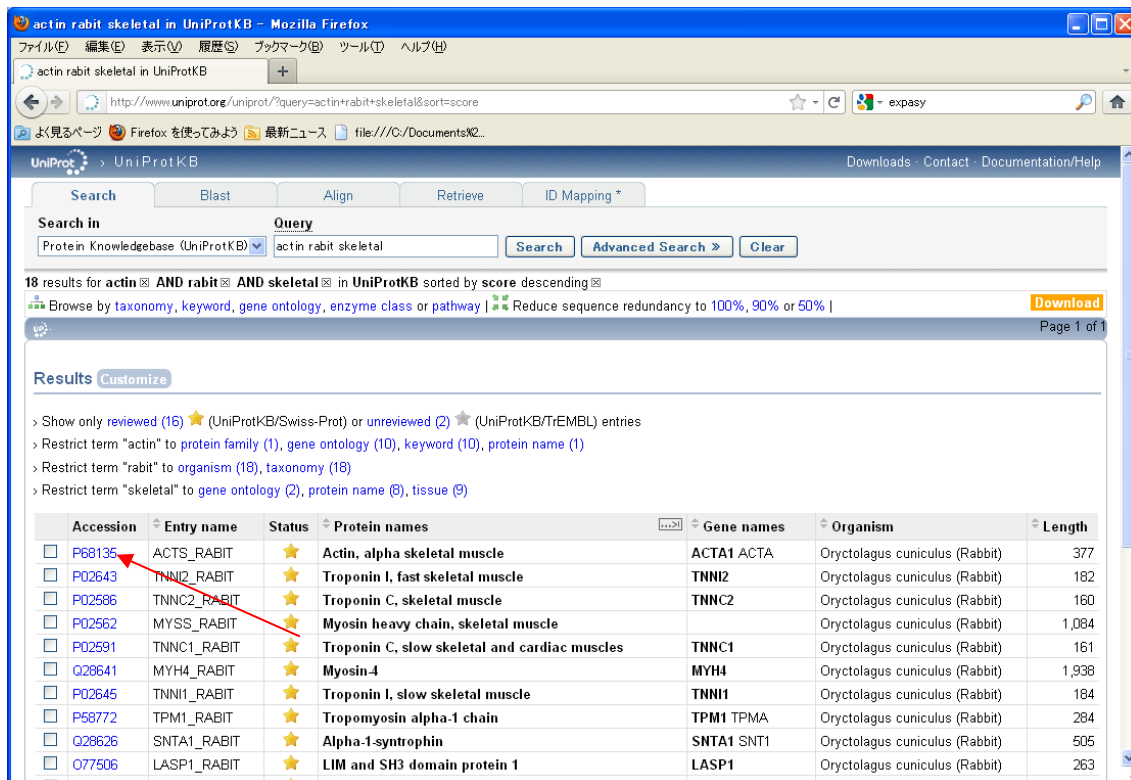 actin rabit skeletal in UniProtKB - Mozilla Firefox
ファイル(F) 編集(E) 表示(V) 履歴(S) ブックマーク(B) ツール(T) ヘルプ(H)
actin rabit skeletal in UniProtKB +
http://www.uniprot.org/uniprot/?query=actin+rabit+skeletal&sort=score expasy
よく見るページ Firefox を使ってみよう 最新ニュース file:///C:/Documents%2...
UniProt › UniProtKB Downloads · Contact · Documentation/Help
Search Blast Align Retrieve ID Mapping *
Search in Query
Protein Knowledgebase (UniProtKB) actin rabit skeletal Search Advanced Search » Clear
18 results for actin AND rabit AND skeletal in UniProtKB sorted by score descending
Browse by taxonomy, keyword, gene ontology, enzyme class or pathway | Reduce sequence redundancy to 100%, 90% or 50% | Download
Page 1 of 1
Results Customize
› Show only reviewed (16) (UniProtKB/Swiss-Prot) or unreviewed (2) (UniProtKB/TrEMBL) entries
› Restrict term "actin" to protein family (1), gene ontology (10), keyword (10), protein name (1)
› Restrict term "rabit" to organism (18), taxonomy (18)
› Restrict term "skeletal" to gene ontology (2), protein name (8), tissue (9)
Accession Entry name Status Protein names Gene names Organism Length
P68135 ACTS_RABIT Actin, alpha skeletal muscle ACTA1 ACTA Oryctolagus cuniculus (Rabbit) 377
P02643 TNNI2_RABIT Troponin I, fast skeletal muscle TNNI2 Oryctolagus cuniculus (Rabbit) 182
P02586 TNNC2_RABIT Troponin C, skeletal muscle TNNC2 Oryctolagus cuniculus (Rabbit) 160
P02562 MYSS_RABIT Myosin heavy chain, skeletal muscle Oryctolagus cuniculus (Rabbit) 1,084
P02591 TNNC1_RABIT Troponin C, slow skeletal and cardiac muscles TNNC1 Oryctolagus cuniculus (Rabbit) 161
Q28641 MYH4_RABIT Myosin-4 MYH4 Oryctolagus cuniculus (Rabbit) 1,938
P02645 TNNI1_RABIT Troponin I, slow skeletal muscle TNNI1 Oryctolagus cuniculus (Rabbit) 184
P58772 TPM1_RABIT Tropomyosin alpha-1 chain TPM1 TPMA Oryctolagus cuniculus (Rabbit) 284
Q28626 SNTA1_RABIT Alpha-1-syntrophin SNTA1 SNT1 Oryctolagus cuniculus (Rabbit) 505
O77506 LASP1_RABIT LIM and SH3 domain protein 1 LASP1 Oryctolagus cuniculus (Rabbit) 263